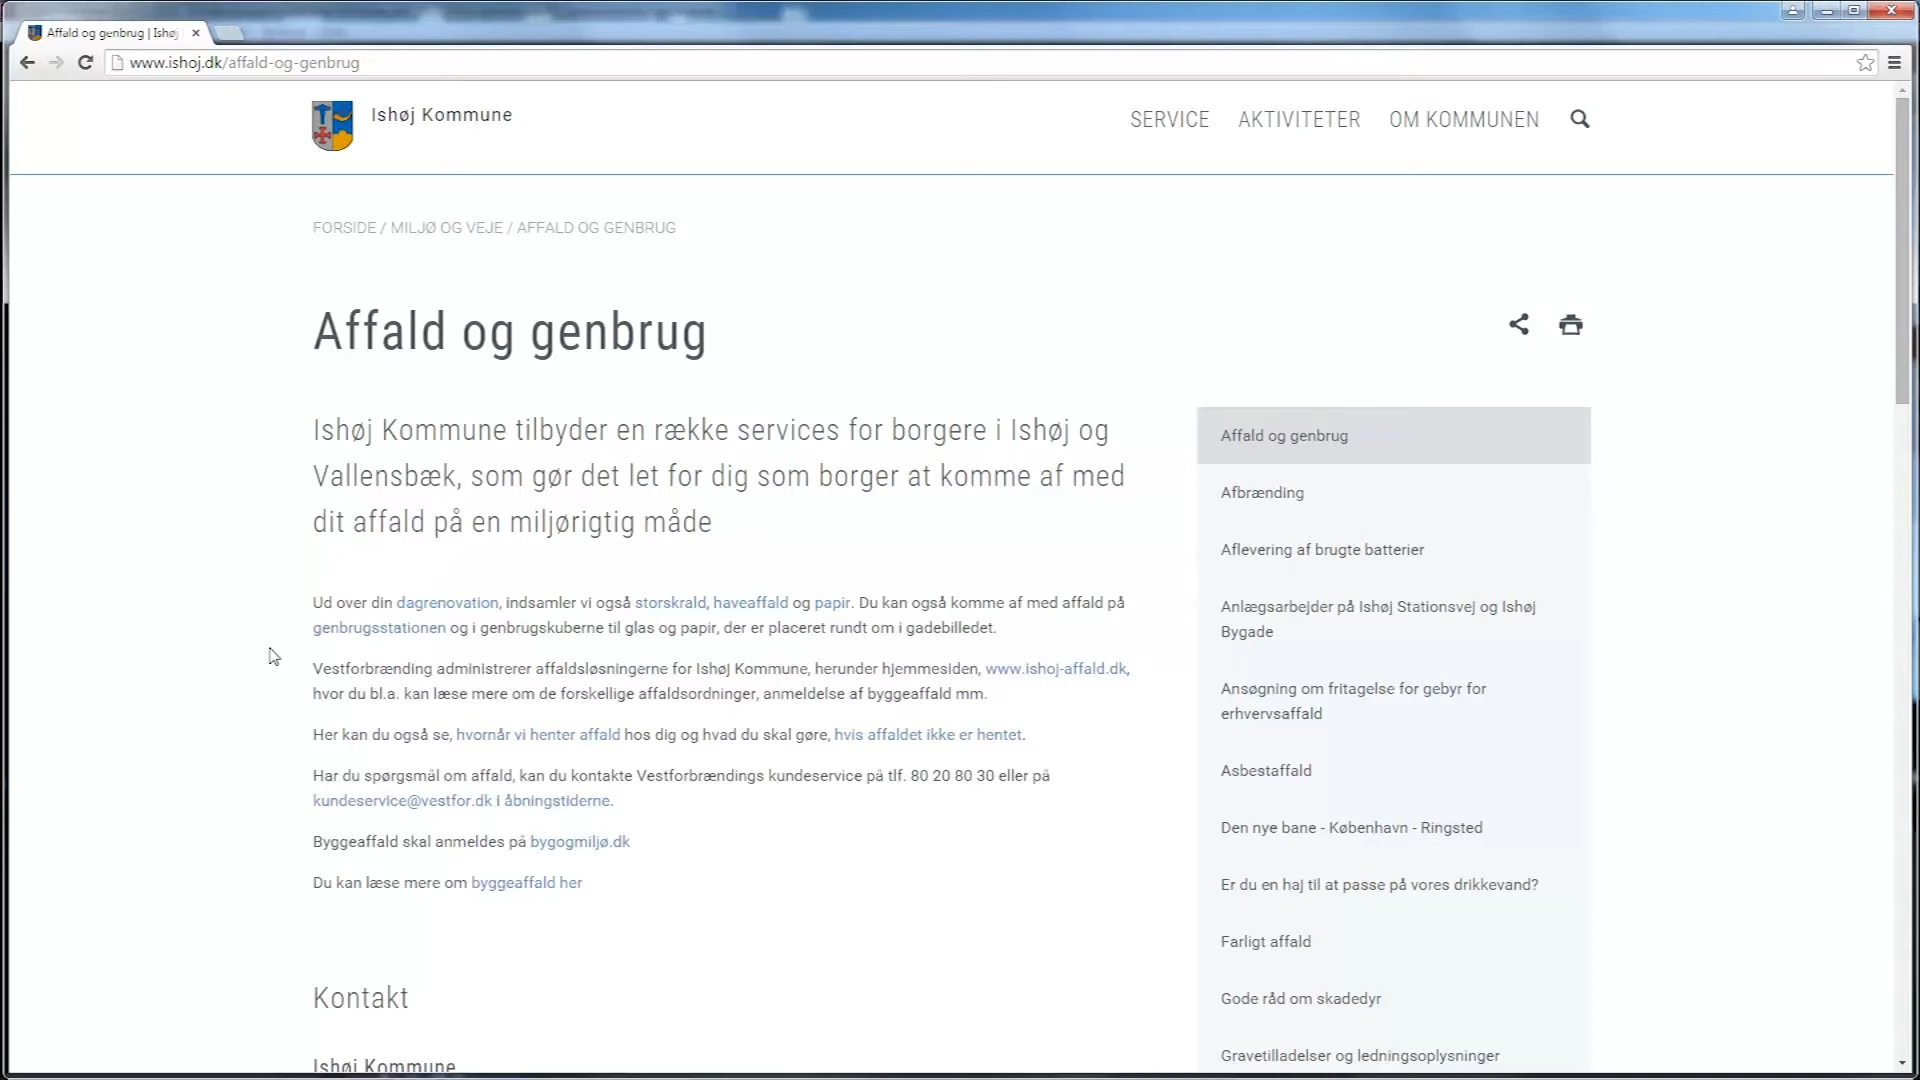 Affald og genbrug | Ishøj
www.ishoj.dk/affald-og-genbrug
Ishøj Kommune
SERVICE AKTIVITETER OM KOMMUNEN
FORSIDE / MILJØ OG VEJE / AFFALD OG GENBRUG
Affald og genbrug
Ishøj Kommune tilbyder en række services for borgere i Ishøj og
Vallensbæk, som gør det let for dig som borger at komme af med
dit affald på en miljørigtig måde
Ud over din dagrenovation, indsamler vi også storskrald, haveaffald og papir. Du kan også komme af med affald på
genbrugsstationen og i genbrugskuberne til glas og papir, der er placeret rundt om i gadebilledet.
Vestforbrænding administrerer affaldsløsningerne for Ishøj Kommune, herunder hjemmesiden, www.ishoj-affald.dk,
hvor du bl.a. kan læse mere om de forskellige affaldsordninger, anmeldelse af byggeaffald mm.
Her kan du også se, hvornår vi henter affald hos dig og hvad du skal gøre, hvis affaldet ikke er hentet.
Har du spørgsmål om affald, kan du kontakte Vestforbrændings kundeservice på tlf. 80 20 80 30 eller på
kundeservice@vestfor.dk i åbningstiderne.
Byggeaffald skal anmeldes på bygogmiljø.dk
Du kan læse mere om byggeaffald her
Kontakt
Ishøj Kommune
Affald og genbrug
Afbrænding
Aflevering af brugte batterier
Anlægsarbejder på Ishøj Stationsvej og Ishøj
Bygade
Ansøgning om fritagelse for gebyr for
erhvervsaffald
Asbestaffald
Den nye bane - København - Ringsted
Er du en haj til at passe på vores drikkevand?
Farligt affald
Gode råd om skadedyr
Gravetilladelser og ledningsoplysninger